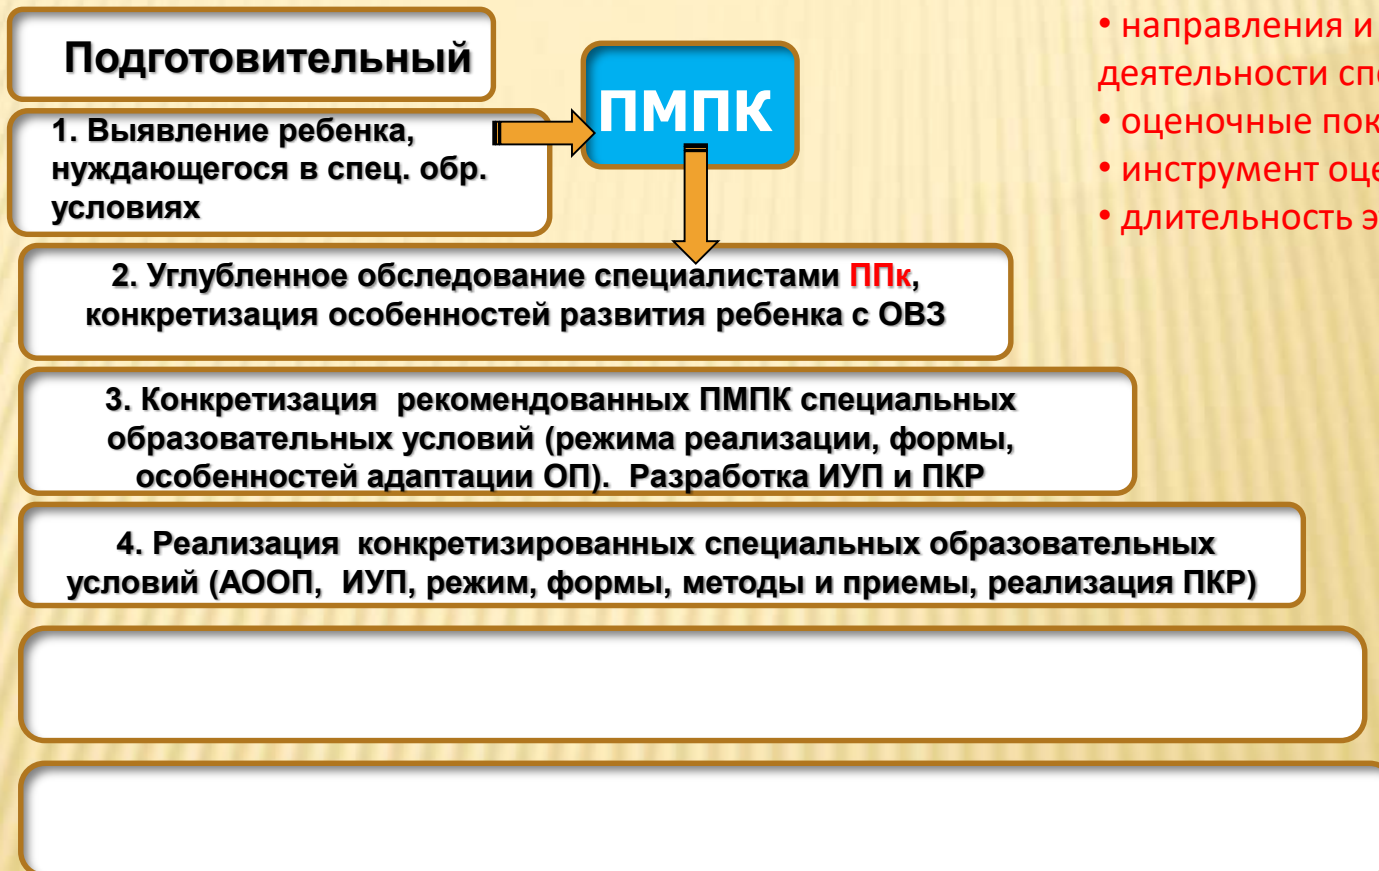 Подготовительный
ПМПК
1. Выявление ребенка,
нуждающегося в спец. обр.
условиях
2. Углубленное обследование специалистами ППк,
конкретизация особенностей развития ребенка с ОВЗ
3. Конкретизация рекомендованных ПМПК специальных
образовательных условий (режима реализации, формы,
особенностей адаптации ОП). Разработка ИУП и ПКР
4. Реализация конкретизированных специальных образовательных
условий (АООП, ИУП, режим, формы, методы и приемы, реализация ПКР)
• направления и
деятельности
• оценочные
• инструмент
• длительность